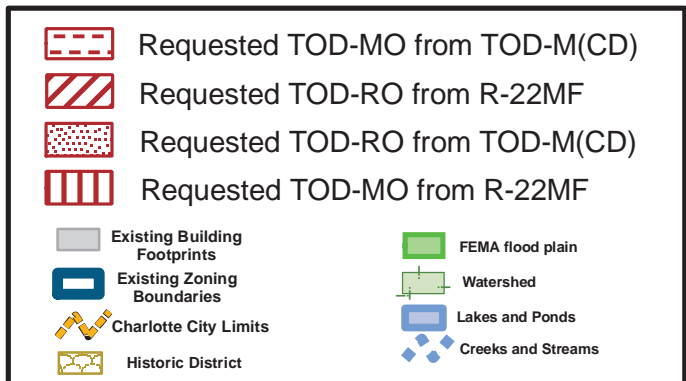 Requested TOD-MO from TOD-M(CD)
Requested TOD-RO from R-22MF
Requested TOD-RO from TOD-M(CD)
Requested TOD-MO from R-22MF
Existing Building
Footprints
Existing Zoning
Boundaries
Charlotte City Limits
Historic District
FEMA flood plain
Watershed
Lakes and Ponds
Creeks and Streams